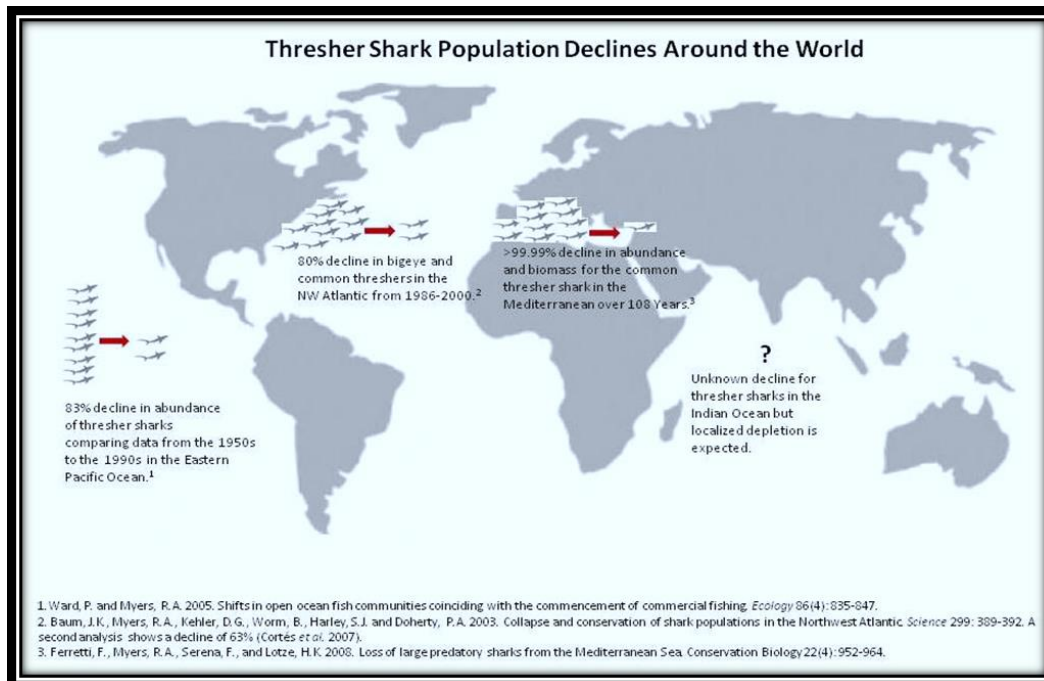 Thresher Shark Population Declines Around the World
80% decline in bigeye and
common threshers in the
NW Atlantic from 1986-2000.2
>99.99% decline in abundance
and biomass for the common
thresher shark in the
Mediterranean over 108 Years.3
83% decline in abundance
of thresher sharks
comparing data from the 1950s
to the 1990s in the Eastern
Pacific Ocean.1
?
Unknown decline for
thresher sharks in the
Indian Ocean but
localized depletion is
expected.
1. Ward, P. and Myers, R.A. 2005. Shifts in open ocean fish communities coinciding with the commencement of commercial fishing. Ecology 86(4): 835-847.
2. Baum, J.K., Myers, R.A., Kehler, D.G., Worm, B., Harley, S.J. and Doherty, P.A. 2003. Collapse and conservation of shark populations in the Northwest Atlantic. Science 299: 389-392. A
second analysis shows a decline of 63% (Cortés et al. 2007).
3. Ferretti, F., Myers, R.A., Serena, F., and Lotze, H.K. 2008. Loss of large predatory sharks from the Mediterranean Sea. Conservation Biology 22(4): 952-964.